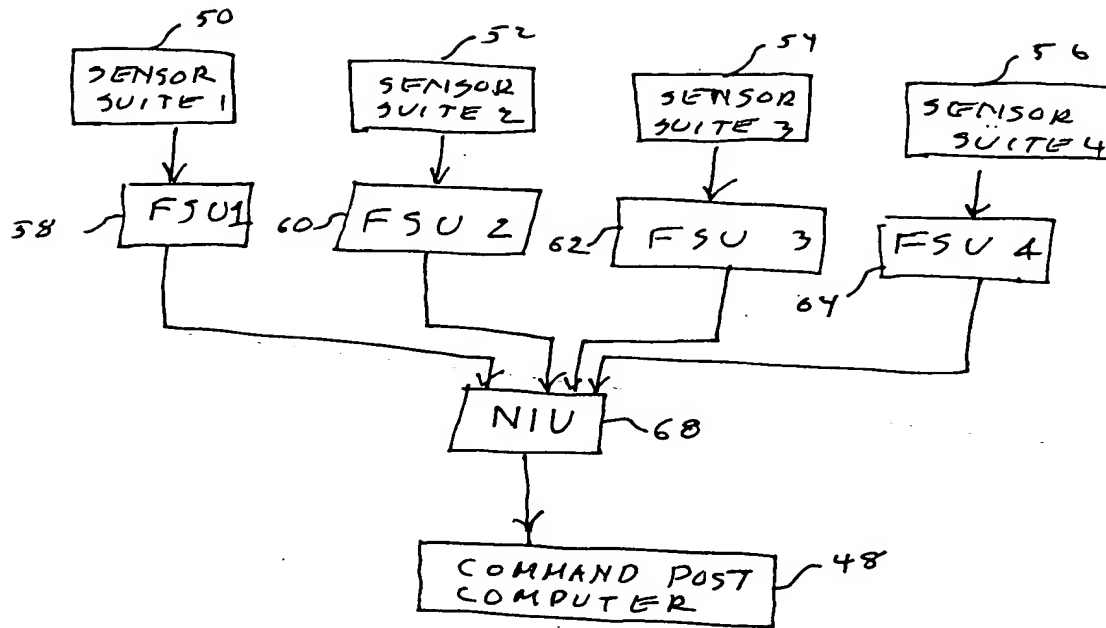 50
52
54
56
SENSOR
SUITE 1
SENSOR
SUITE 2
SENSOR
SUITE 3
SENSOR
SUITE 4
58
FSU1
60
FSU 2
62
FSU 3
64
FSU 4
NIU
68
COMMAND POST
COMPUTER
48